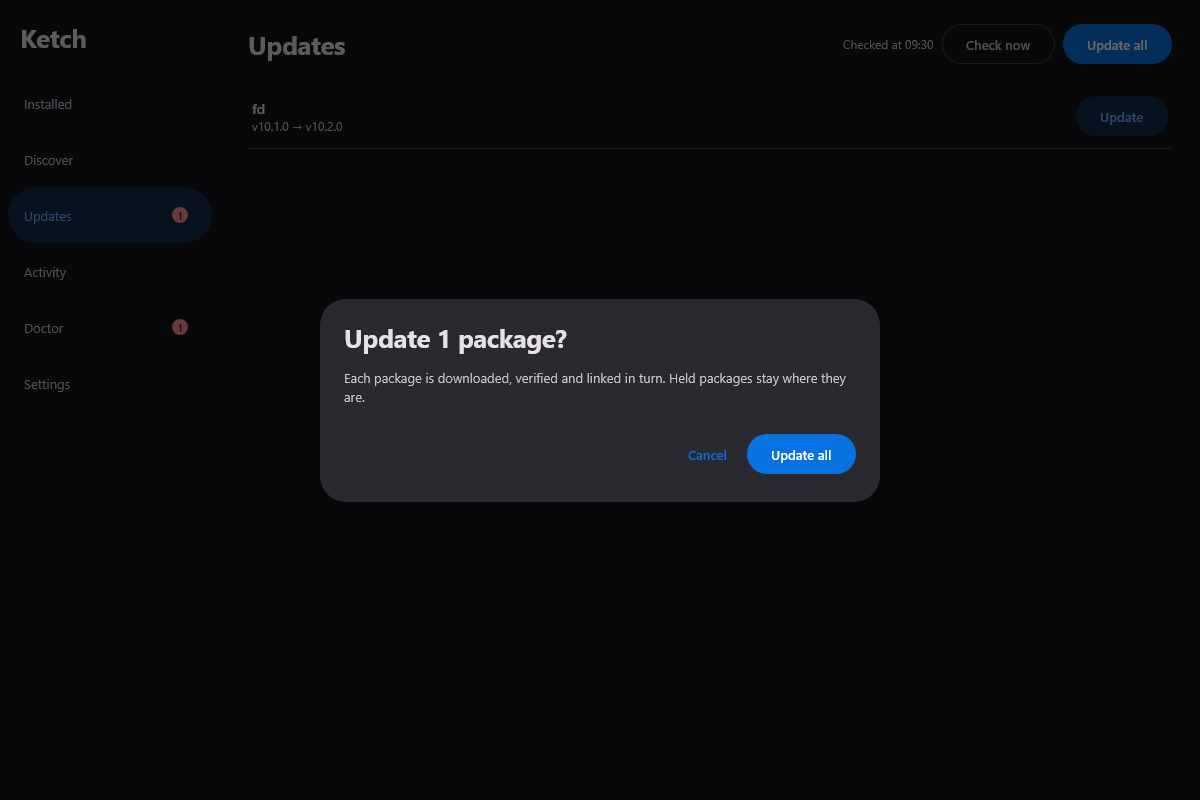 Ketch
Updates
Checked at 09:30
Check now
Update all
Installed
Discover
Updates
1
Activity
Doctor
1
Settings
fd
v10.1.0 → v10.2.0
Update
Update 1 package?
Each package is downloaded, verified and linked in turn. Held packages stay where they
are.
Cancel
Update all